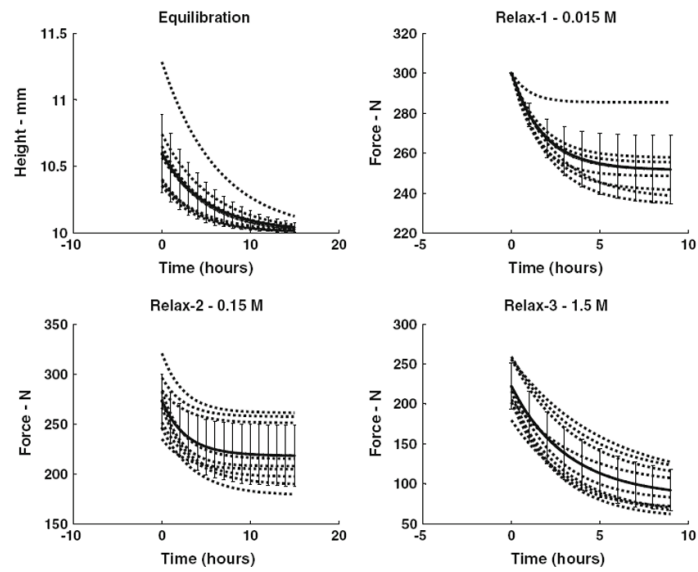 Equilibration
11.5
11
10.5
10
Height - mm
-10 0 10 20
Time (hours)
Relax-1 - 0.015 M
320
300
280
260
240
220
Force - N
-5 0 5 10
Time (hours)
Relax-2 - 0.15 M
350
300
250
200
150
Force - N
-10 0 10 20
Time (hours)
Relax-3 - 1.5 M
300
250
200
150
100
50
Force - N
-5 0 5 10
Time (hours)